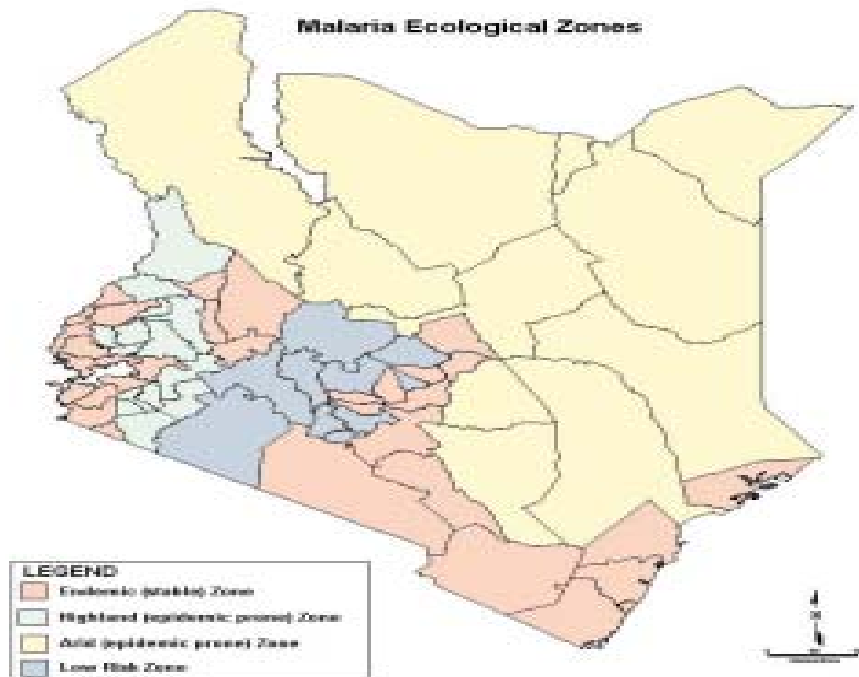 Malaria Ecological Zones
LEGEND
Endemic (stable) Zone
Highland (epidemic prone) Zone
Arid (epidemic prone) Zone
Low Risk Zone